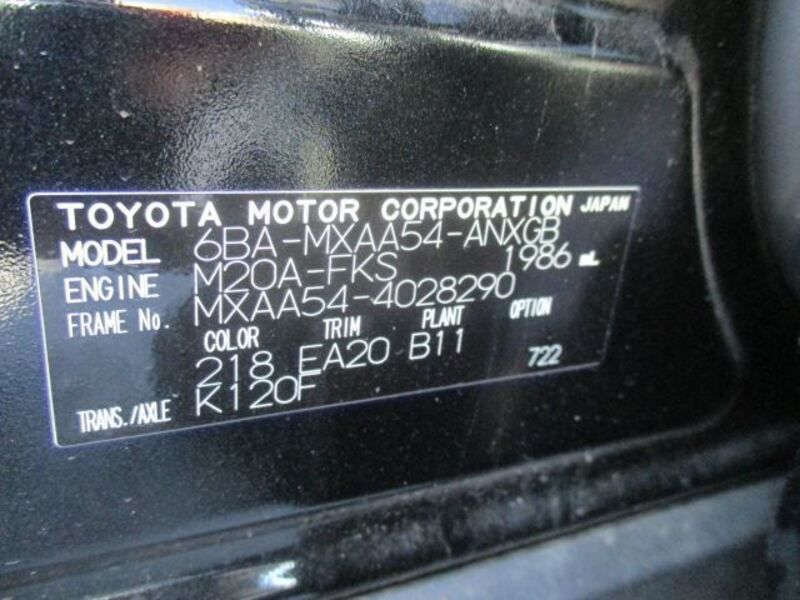 TOYOTA MOTOR CORPORATION JAPAN
MODEL 6BA-MXAA54-ANXGB
ENGINE M20A-FKS 1986 mL
FRAME No. MXAA54-4028290
COLOR TRIM PLANT OPTION
218 EA20 B11 722
TRANS./AXLE K120F